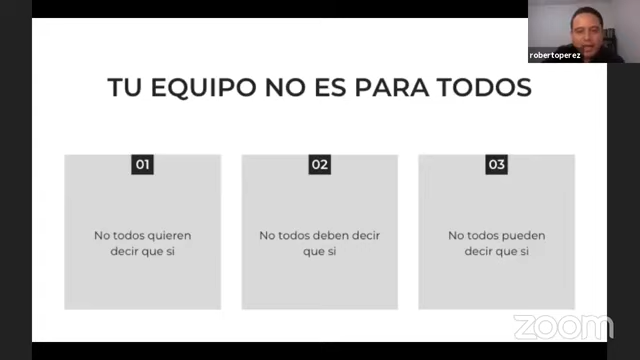 robertoperez
TU EQUIPO NO ES PARA TODOS
01
No todos quieren
decir que si
02
No todos deben decir
que si
03
No todos pueden
decir que si
zoom